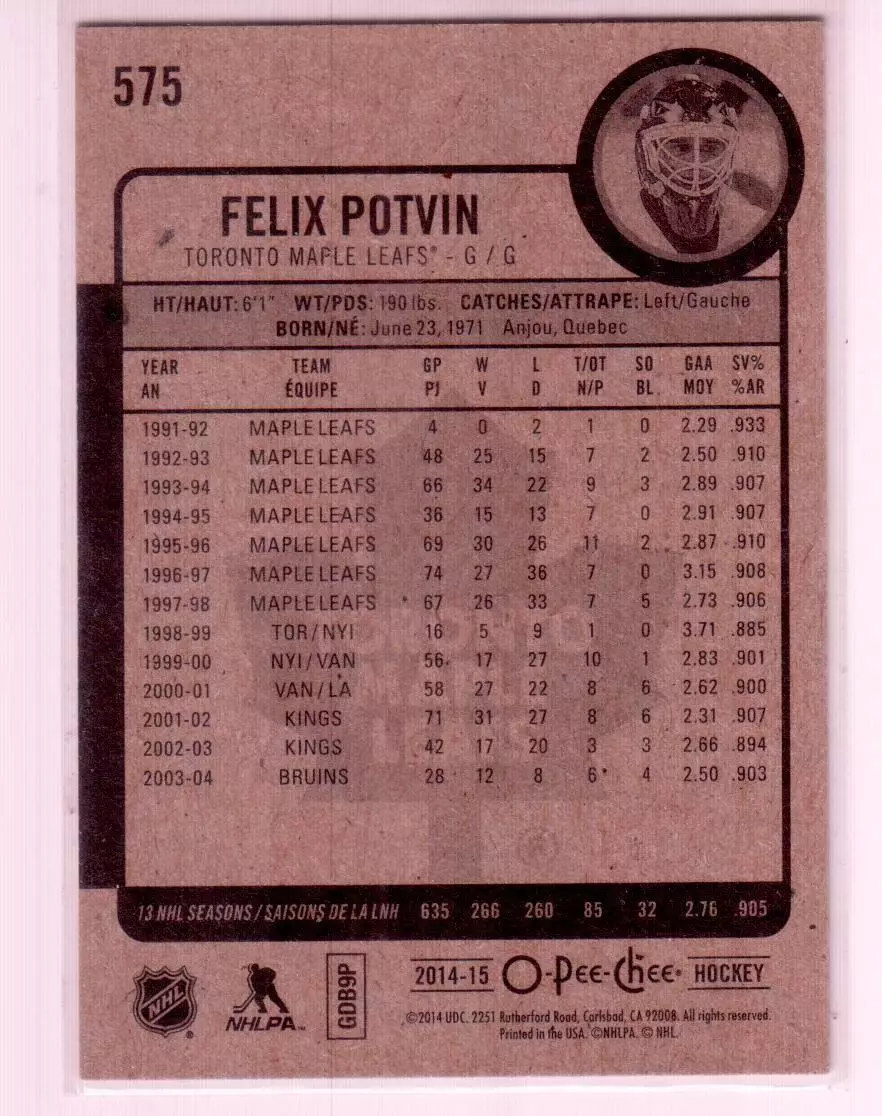 575
FELIX POTVIN
TORONTO MAPLE LEAFS® - G / G
HT/HAUT: 6'1" WT/PDS: 190 lbs. CATCHES/ATTRAPE: Left/Gauche
BORN/NÉ: June 23, 1971 Anjou, Quebec
YEAR TEAM GP W L T/OT SO GAA SV%
AN ÉQUIPE PJ V D N/P BL. MOY %AR
1991-92 MAPLE LEAFS 4 0 2 1 0 2.29 .933
1992-93 MAPLE LEAFS 48 25 15 7 2 2.50 .910
1993-94 MAPLE LEAFS 66 34 22 9 3 2.89 .907
1994-95 MAPLE LEAFS 36 15 13 7 0 2.91 .907
1995-96 MAPLE LEAFS 69 30 26 11 2 2.87 .910
1996-97 MAPLE LEAFS 74 27 36 7 0 3.15 .908
1997-98 MAPLE LEAFS 67 26 33 7 5 2.73 .906
1998-99 TOR/NYI 16 5 9 1 0 3.71 .885
1999-00 NYI/VAN 56 17 27 10 1 2.83 .901
2000-01 VAN/LA 58 27 22 8 6 2.62 .900
2001-02 KINGS 71 31 27 8 6 2.31 .907
2002-03 KINGS 42 17 20 3 3 2.66 .894
2003-04 BRUINS 28 12 8 6 4 2.50 .903
TORONTO
MAPLE
LEAFS
13 NHL SEASONS/SAISONS DE LA LNH 635 266 260 85 32 2.76 .905
NHL
NHLPA™
GDB9P
2014-15 O-Pee-Chee® HOCKEY
©2014 UDC. 2251 Rutherford Road, Carlsbad, CA 92008. All rights reserved.
Printed in the USA. ©NHLPA. © NHL.